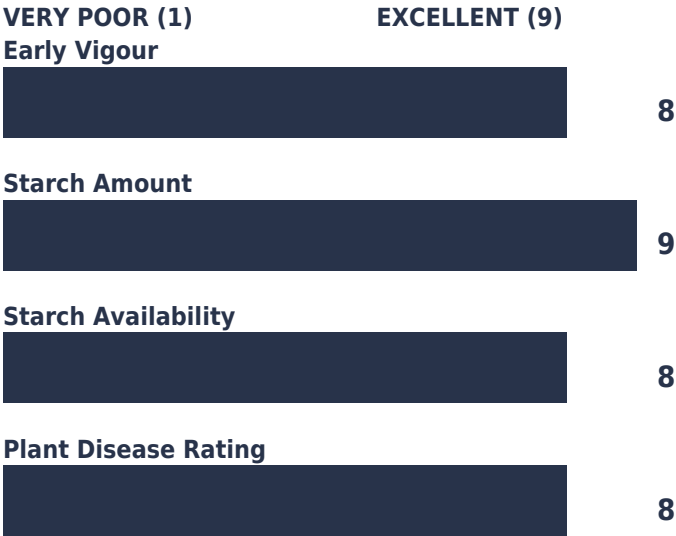 VERY POOR (1) EXCELLENT (9)
Early Vigour
8
Starch Amount
9
Starch Availability
8
Plant Disease Rating
8